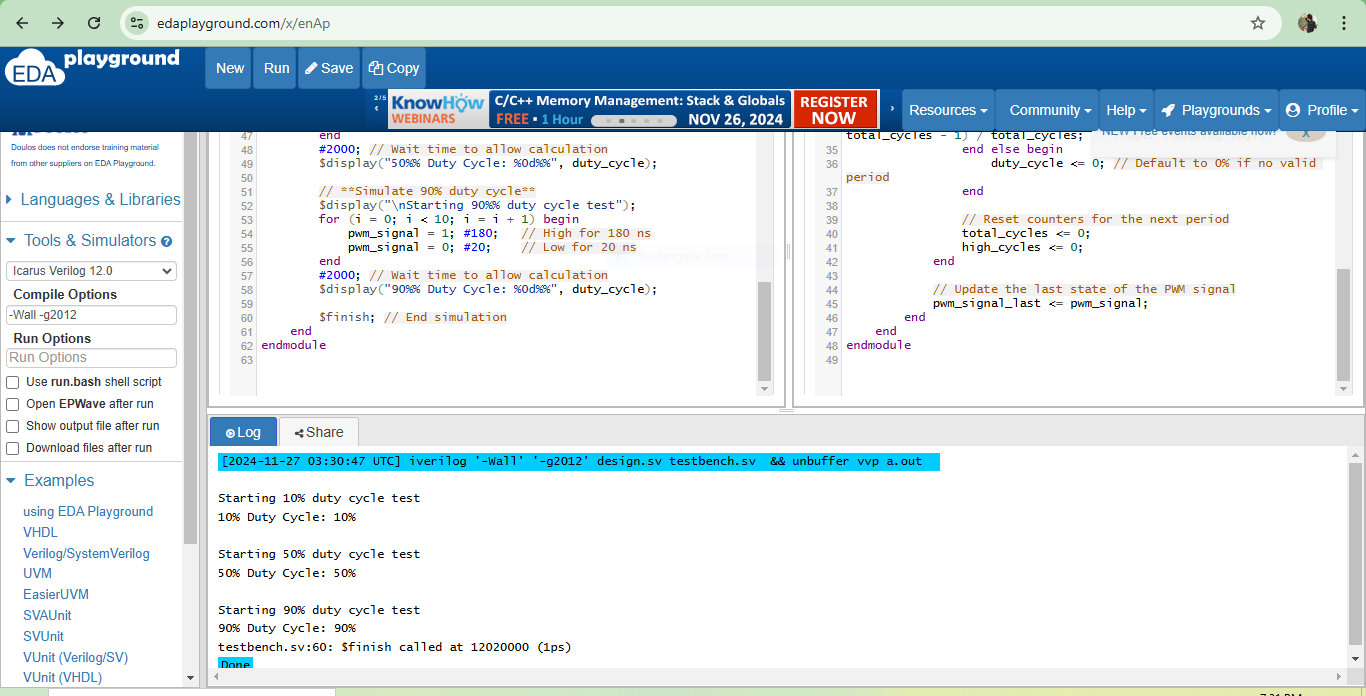 edaplayground.com/x/enAp
EDA playground
New Run Save Copy
2/5 KnowHow WEBINARS
C/C++ Memory Management: Stack & Globals
FREE • 1 Hour NOV 26, 2024
REGISTER NOW
Resources Community Help Playgrounds Profile
Doulos does not endorse training material
from other suppliers on EDA Playground.
Languages & Libraries
Tools & Simulators
Icarus Verilog 12.0
Compile Options
-Wall -g2012
Run Options
Run Options
Use run.bash shell script
Open EPWave after run
Show output file after run
Download files after run
Examples
using EDA Playground
VHDL
Verilog/SystemVerilog
UVM
EasierUVM
SVAUnit
SVUnit
VUnit (Verilog/SV)
VUnit (VHDL)
47 end
48 #2000; // Wait time to allow calculation
49 $display("50%% Duty Cycle: %0d%%", duty_cycle);
50
51 // **Simulate 90% duty cycle**
52 $display("\nStarting 90%% duty cycle test");
53 for (i = 0; i < 10; i = i + 1) begin
54 pwm_signal = 1; #180; // High for 180 ns
55 pwm_signal = 0; #20; // Low for 20 ns
56 end
57 #2000; // Wait time to allow calculation
58 $display("90%% Duty Cycle: %0d%%", duty_cycle);
59
60 $finish; // End simulation
61 end
62 endmodule
63
Rectangular Snip
total_cycles - 1) / total_cycles;
NEW Free events available now! x
35 end else begin
36 duty_cycle <= 0; // Default to 0% if no valid
period
37 end
38
39 // Reset counters for the next period
40 total_cycles <= 0;
41 high_cycles <= 0;
42 end
43
44 // Update the last state of the PWM signal
45 pwm_signal_last <= pwm_signal;
46 end
47 end
48 endmodule
49
Log Share
[2024-11-27 03:30:47 UTC] iverilog '-Wall' '-g2012' design.sv testbench.sv && unbuffer vvp a.out
Starting 10% duty cycle test
10% Duty Cycle: 10%
Starting 50% duty cycle test
50% Duty Cycle: 50%
Starting 90% duty cycle test
90% Duty Cycle: 90%
testbench.sv:60: $finish called at 12020000 (1ps)
Done